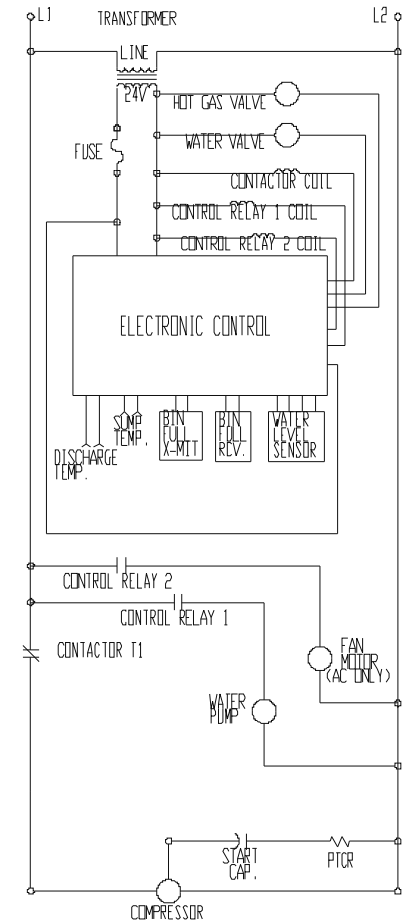 L1
TRANSFORMER
L2
LINE
24V
HOT GAS VALVE
FUSE
WATER VALVE
CONTACTOR COIL
CONTROL RELAY 1 COIL
CONTROL RELAY 2 COIL
ELECTRONIC CONTROL
DISCHARGE
TEMP.
SUMP
TEMP.
BIN
FULL
X-MIT
BIN
FULL
REV.
WATER
LEVEL
SENSOR
CONTROL RELAY 2
CONTROL RELAY 1
CONTACTOR T1
FAN
MOTOR
(AC ONLY)
WATER
PUMP
START
CAP.
PTCR
COMPRESSOR